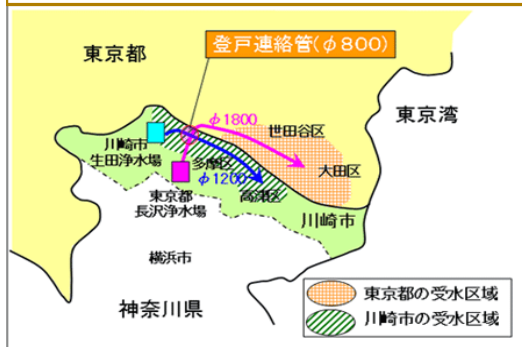 登戸連絡管(φ800)
東京都
東京湾
φ1800
世田谷区
川崎市
生田浄水場
多摩区
大田区
φ1200
東京都
長沢浄水場
高津区
川崎市
横浜市
神奈川県
東京都の受水区域
川崎市の受水区域